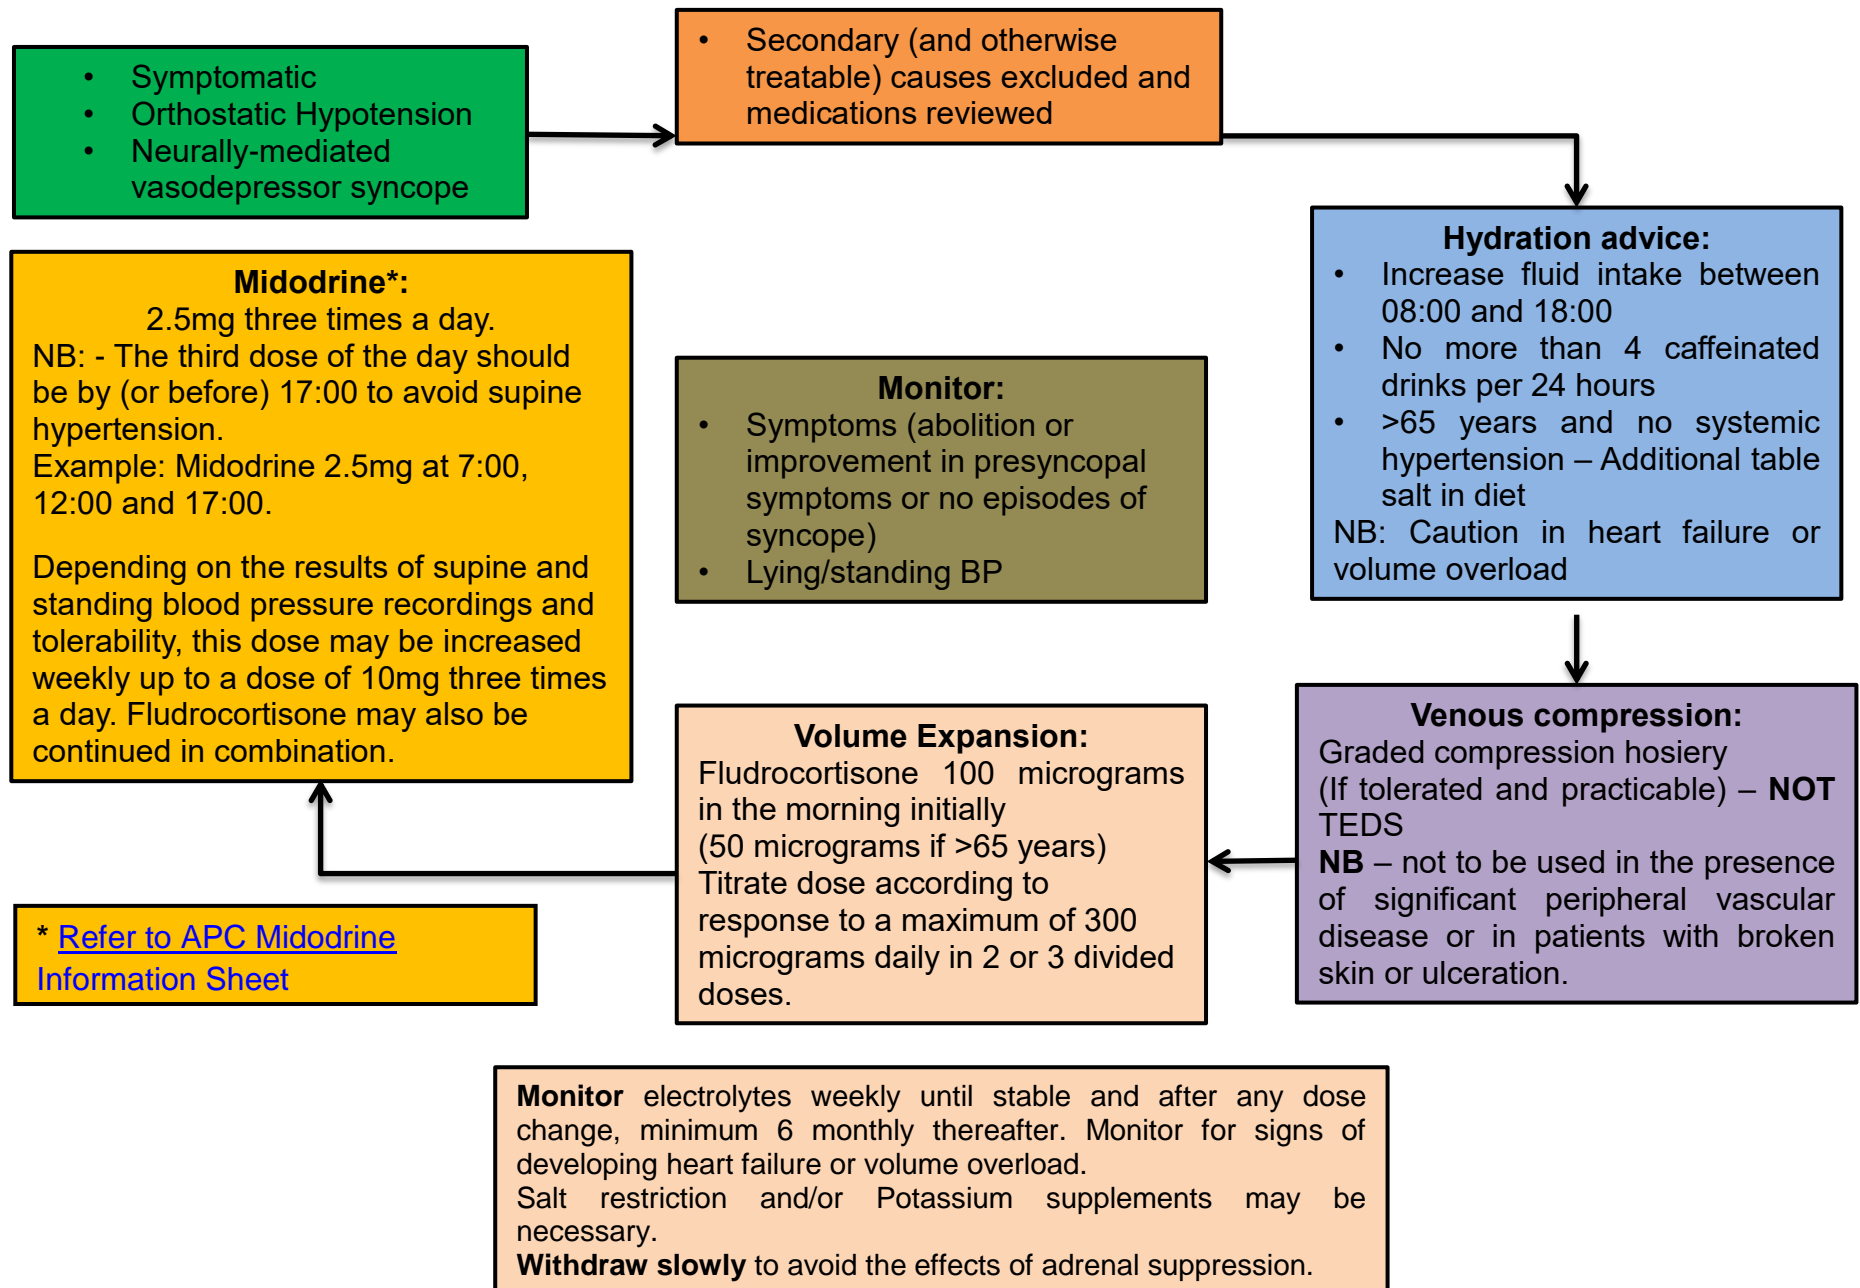 • Symptomatic
• Orthostatic Hypotension
• Neurally-mediated
vasodepressor syncope
• Secondary (and otherwise
treatable) causes excluded and
medications reviewed
Hydration advice:
• Increase fluid intake between
08:00 and 18:00
• No more than 4 caffeinated
drinks per 24 hours
• >65 years and no systemic
hypertension – Additional table
salt in diet
NB: Caution in heart failure or
volume overload
Venous compression:
Graded compression hosiery
(If tolerated and practicable) – NOT
TEDS
NB – not to be used in the presence
of significant peripheral vascular
disease or in patients with broken
skin or ulceration.
Volume Expansion:
Fludrocortisone 100 micrograms
in the morning initially
(50 micrograms if >65 years)
Titrate dose according to
response to a maximum of 300
micrograms daily in 2 or 3 divided
doses.
Midodrine*:
2.5mg three times a day.
NB: - The third dose of the day should
be by (or before) 17:00 to avoid supine
hypertension.
Example: Midodrine 2.5mg at 7:00,
12:00 and 17:00.
Depending on the results of supine and
standing blood pressure recordings and
tolerability, this dose may be increased
weekly up to a dose of 10mg three times
a day. Fludrocortisone may also be
continued in combination.
Monitor:
• Symptoms (abolition or
improvement in presyncopal
symptoms or no episodes of
syncope)
• Lying/standing BP
* Refer to APC Midodrine
Information Sheet
Monitor electrolytes weekly until stable and after any dose
change, minimum 6 monthly thereafter. Monitor for signs of
developing heart failure or volume overload.
Salt restriction and/or Potassium supplements may be
necessary.
Withdraw slowly to avoid the effects of adrenal suppression.